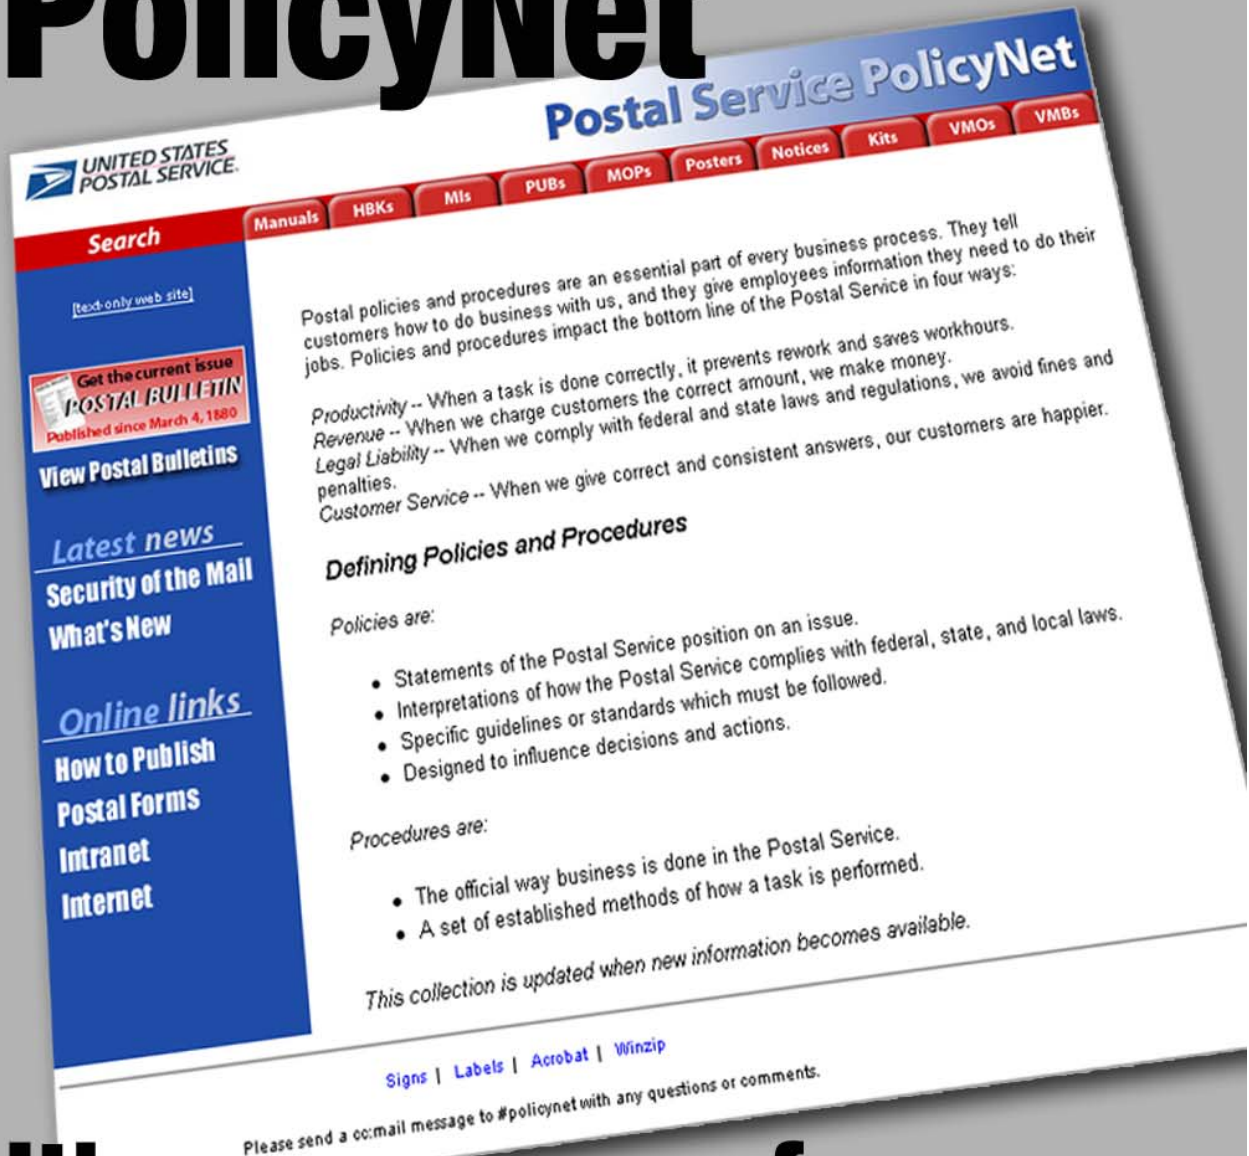 PolicyNet
Postal Service PolicyNet
UNITED STATES
POSTAL SERVICE.
Manuals HBKs MIs PUBs MOPs Posters Notices Kits VMOs VMBs
Search
[text-only web site]
Get the current issue
POSTAL BULLETIN
Published since March 4, 1880
View Postal Bulletins
Latest news
Security of the Mail
What's New
Online links
How to Publish
Postal Forms
Intranet
Internet
Postal policies and procedures are an essential part of every business process. They tell
customers how to do business with us, and they give employees information they need to do their
jobs. Policies and procedures impact the bottom line of the Postal Service in four ways:
Productivity -- When a task is done correctly, it prevents rework and saves workhours.
Revenue -- When we charge customers the correct amount, we make money.
Legal Liability -- When we comply with federal and state laws and regulations, we avoid fines and
penalties.
Customer Service -- When we give correct and consistent answers, our customers are happier.
Defining Policies and Procedures
Policies are:
• Statements of the Postal Service position on an issue.
• Interpretations of how the Postal Service complies with federal, state, and local laws.
• Specific guidelines or standards which must be followed.
• Designed to influence decisions and actions.
Procedures are:
• The official way business is done in the Postal Service.
• A set of established methods of how a task is performed.
This collection is updated when new information becomes available.
Signs | Labels | Acrobat | Winzip
Please send a cc:mail message to #policynet with any questions or comments.